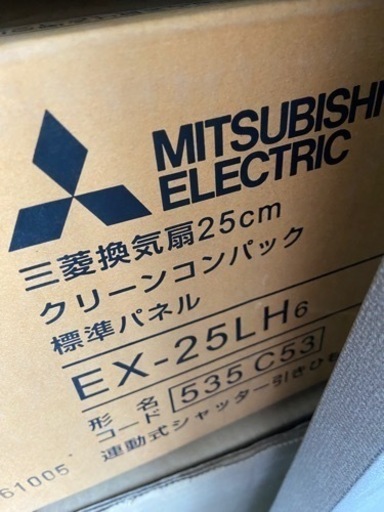 MITSUBISHI
ELECTRIC
三菱換気扇25cm
クリーンコンパック
標準パネル
EX-25LH6
形名
コード 535 C53
連動式シャッター引きひも
61005